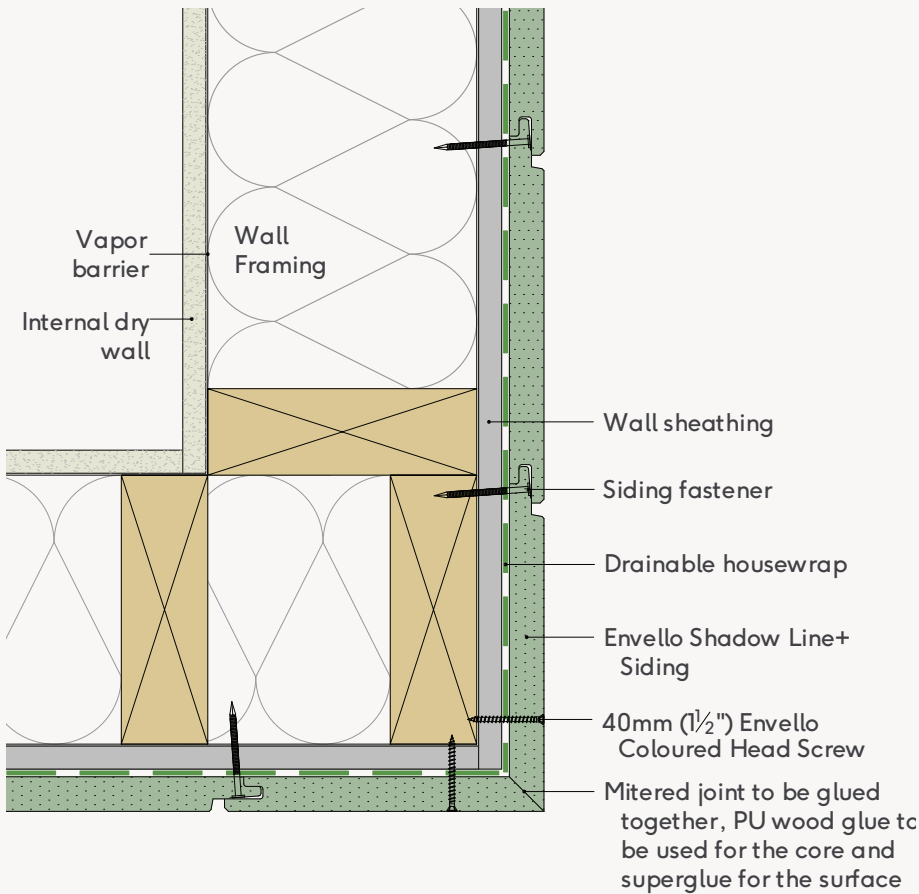 Vapor
barrier
Wall
Framing
Internal dry
wall
Wall sheathing
Siding fastener
Drainable housewrap
Envello Shadow Line+
Siding
40mm (1½") Envello
Coloured Head Screw
Mitered joint to be glued
together, PU wood glue to
be used for the core and
superglue for the surface